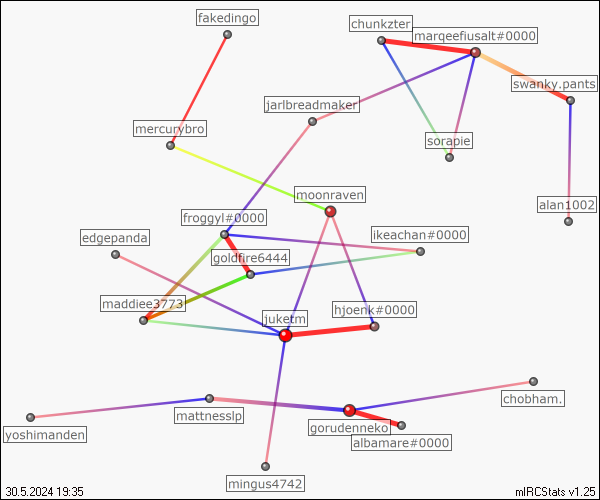 fakedingo
chunkzter
marqeefiusalt#0000
swanky.pants
jarlbreadmaker
mercurybro
sorapie
moonraven
alan1002
froggyl#0000
ikeachan#0000
edgepanda
goldfire6444
maddiee3773
hjoenk#0000
juketm
chobham.
mattnesslp
gorudenneko
yoshimanden
albamare#0000
mingus4742
30.5.2024 19:35
mIRCStats v1.25